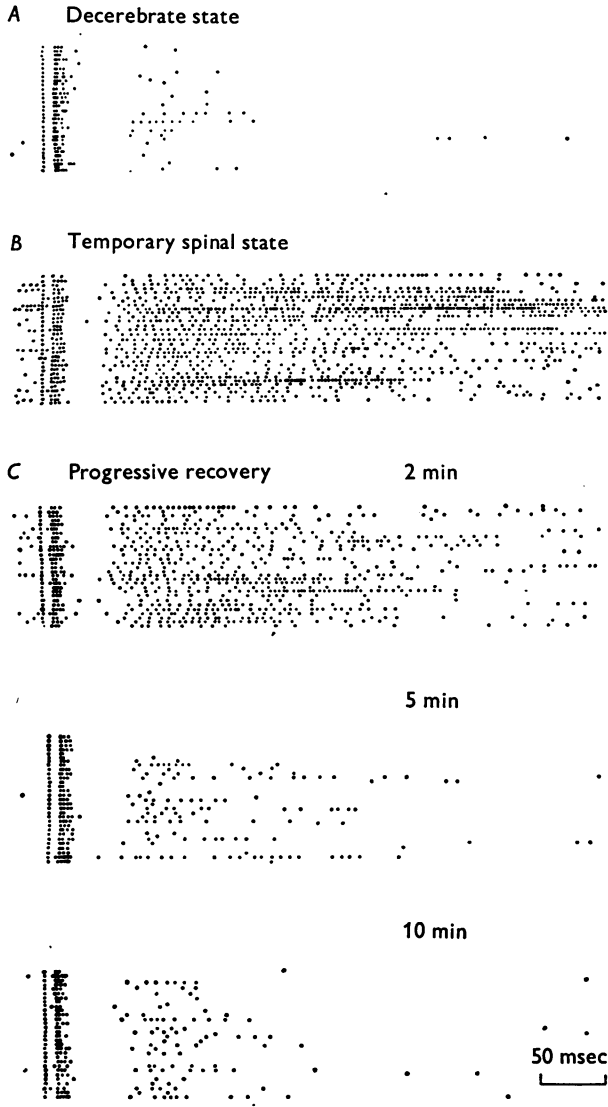 A Decerebrate state
B Temporary spinal state
C Progressive recovery 2 min
5 min
10 min
50 msec